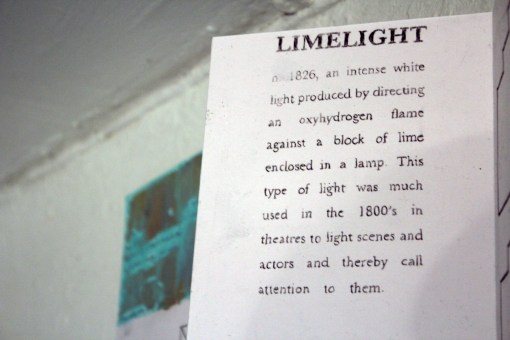 LIMELIGHT
1826, an intense white
light produced by directing
an oxyhydrogen flame
against a block of lime
enclosed in a lamp. This
type of light was much
used in the 1800's in
theatres to light scenes and
actors and thereby call
attention to them.